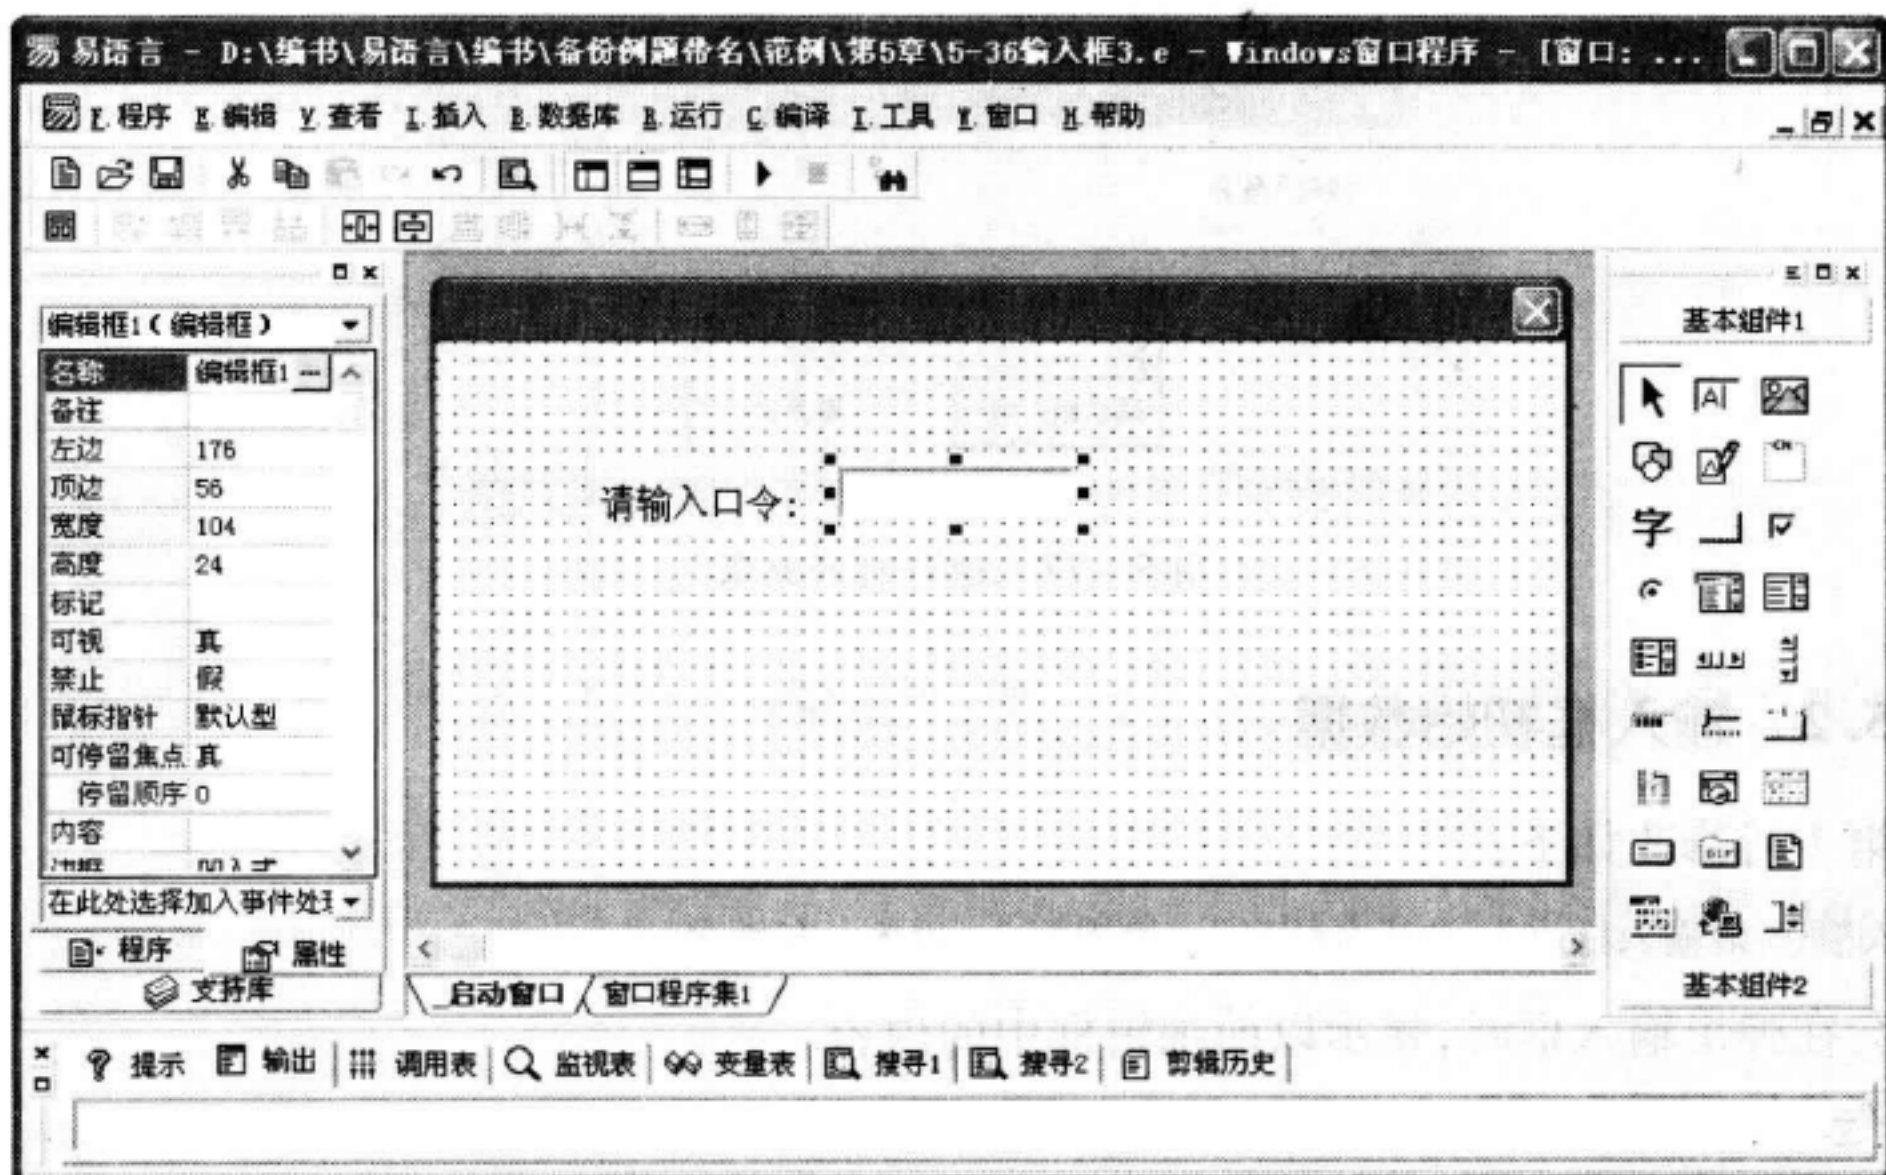 易语言 - D:\编书\易语言\编书\备份例题带名\范例\第5章\5-36输入框3.e - Windows窗口程序 - [窗口: ...
F.程序 E.编辑 V.查看 I.插入 B.数据库 R.运行 C.编译 T.工具 W.窗口 H.帮助
编辑框1(编辑框)
名称 编辑框1
备注
左边 176
顶边 56
宽度 104
高度 24
标记
可视 真
禁止 假
鼠标指针 默认型
可停留焦点 真
停留顺序 0
内容
在此处选择加入事件处理
程序 属性
支持库
请输入口令:
_启动窗口 窗口程序集1
基本组件1
字
基本组件2
提示 输出 调用表 监视表 变量表 搜寻1 搜寻2 剪辑历史